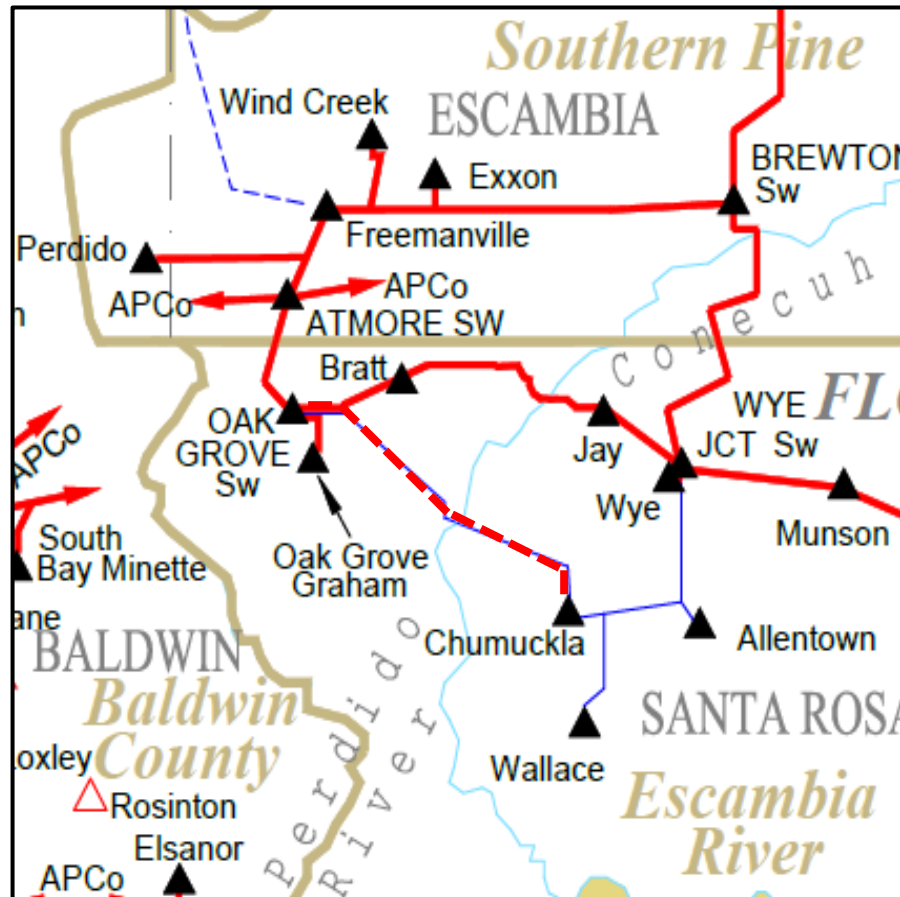 Southern Pine
Wind Creek
ESCAMBIA
BREWTON
Sw
Exxon
Freemanville
Perdido
APCo
APCo
ATMORE SW
Conecuh
Bratt
WYE
JCT Sw
OAK
GROVE
Sw
APCo
Jay
Wye
Munson
South
Bay Minette
Oak Grove
Graham
Chumuckla
Allentown
BALDWIN
Baldwin
County
Perdido
River
SANTA ROSA
Wallace
Escambia
River
Rosinton
Elsanor
APCo